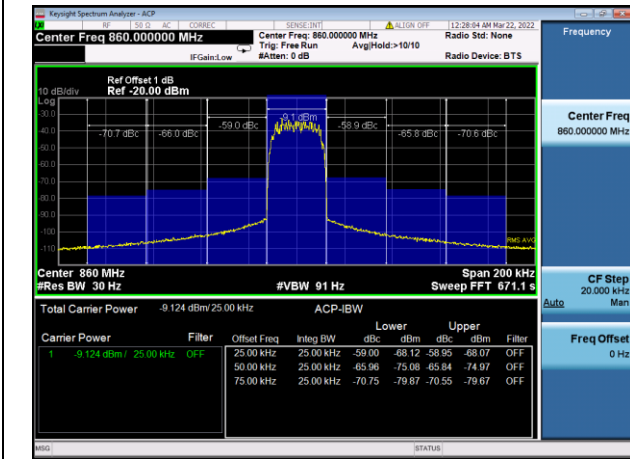 Keysight Spectrum Analyzer - ACP
RF 50 Ω AC CORREC SENSE:INT ALIGN OFF 12:28:04 AM Mar 22, 2022
Center Freq 860.000000 MHz
Center Freq: 860.000000 MHz Radio Std: None
Trig: Free Run Avg|Hold:>10/10
IFGain:Low #Atten: 0 dB Radio Device: BTS
Frequency
Ref Offset 1 dB
10 dB/div Ref -20.00 dBm
Log
-30.0
-40.0
-50.0
-60.0
-70.0
-80.0
-90.0
-100
-110
-70.7 dBc -66.0 dBc -59.0 dBc -9.1 dBm -58.9 dBc -65.8 dBc -70.6 dBc
RMS AVG
Center 860 MHz Span 200 kHz
#Res BW 30 Hz #VBW 91 Hz Sweep FFT 671.1 s
Total Carrier Power -9.124 dBm/ 25.00 kHz ACP-IBW
Lower Upper
Carrier Power Filter Offset Freq Integ BW dBc dBm dBc dBm Filter
1 -9.124 dBm / 25.00 kHz OFF 25.00 kHz 25.00 kHz -59.00 -68.12 -58.95 -68.07 OFF
50.00 kHz 25.00 kHz -65.96 -75.08 -65.84 -74.97 OFF
75.00 kHz 25.00 kHz -70.75 -79.87 -70.55 -79.67 OFF
Center Freq
860.000000 MHz
CF Step
20.000 kHz
Auto Man
Freq Offset
0 Hz
MSG STATUS